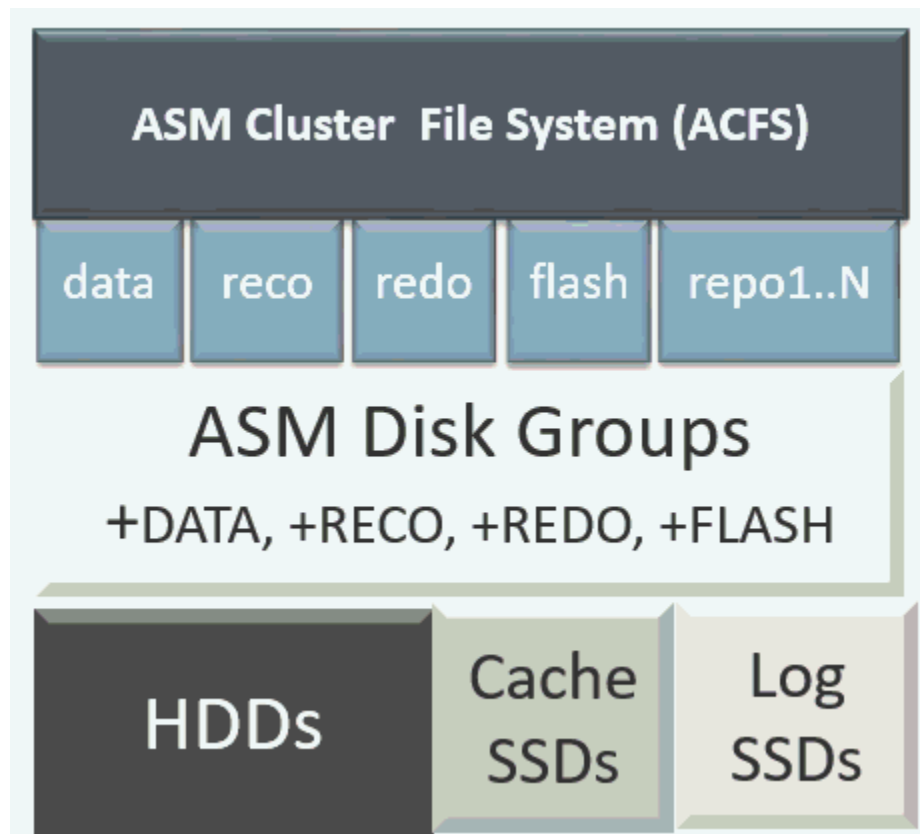 ASM Cluster File System (ACFS)
data reco redo flash repo1..N
ASM Disk Groups
+DATA, +RECO, +REDO, +FLASH
HDDs
Cache
SSDs
Log
SSDs